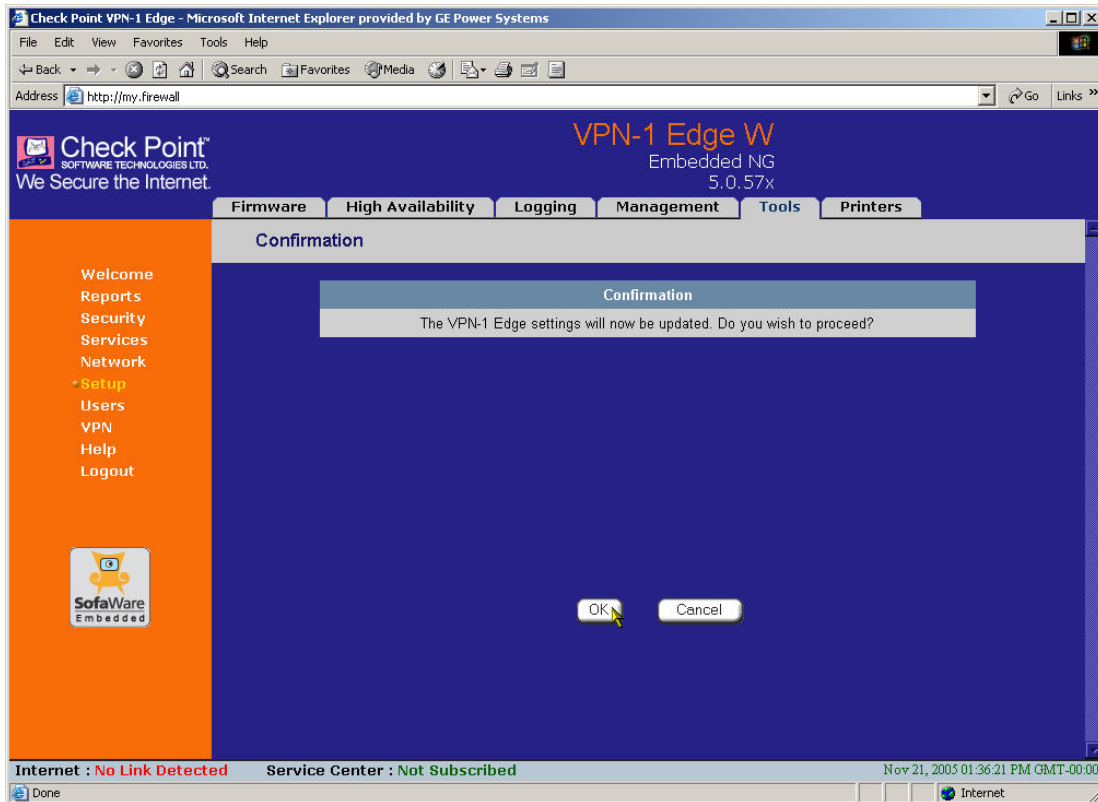 Check Point VPN-1 Edge - Microsoft Internet Explorer provided by GE Power Systems
File Edit View Favorites Tools Help
Back Search Favorites Media
Address http://my.firewall Go Links »
Check Point™
SOFTWARE TECHNOLOGIES LTD.
We Secure the Internet.
VPN-1 Edge W
Embedded NG
5.0.57x
Firmware High Availability Logging Management Tools Printers
Confirmation
Welcome
Reports
Security
Services
Network
Setup
Users
VPN
Help
Logout
Confirmation
The VPN-1 Edge settings will now be updated. Do you wish to proceed?
OK Cancel
SofaWare
Embedded
Internet : No Link Detected Service Center : Not Subscribed Nov 21, 2005 01:36:21 PM GMT-00:00
Done Internet